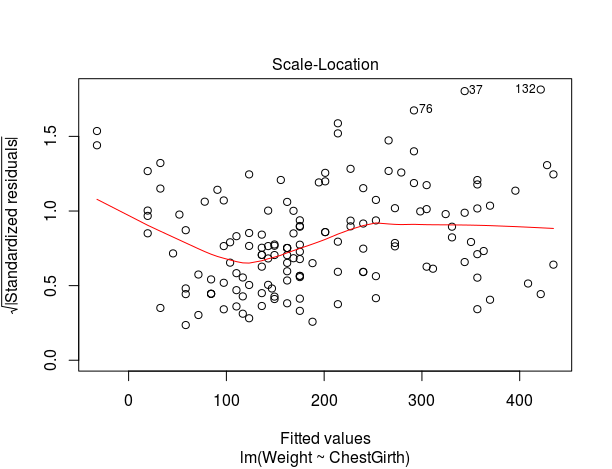 Scale-Location
√|Standardized residuals|
1.5
1.0
0.5
0.0
76
37
132
0 100 200 300 400
Fitted values
lm(Weight ~ ChestGirth)